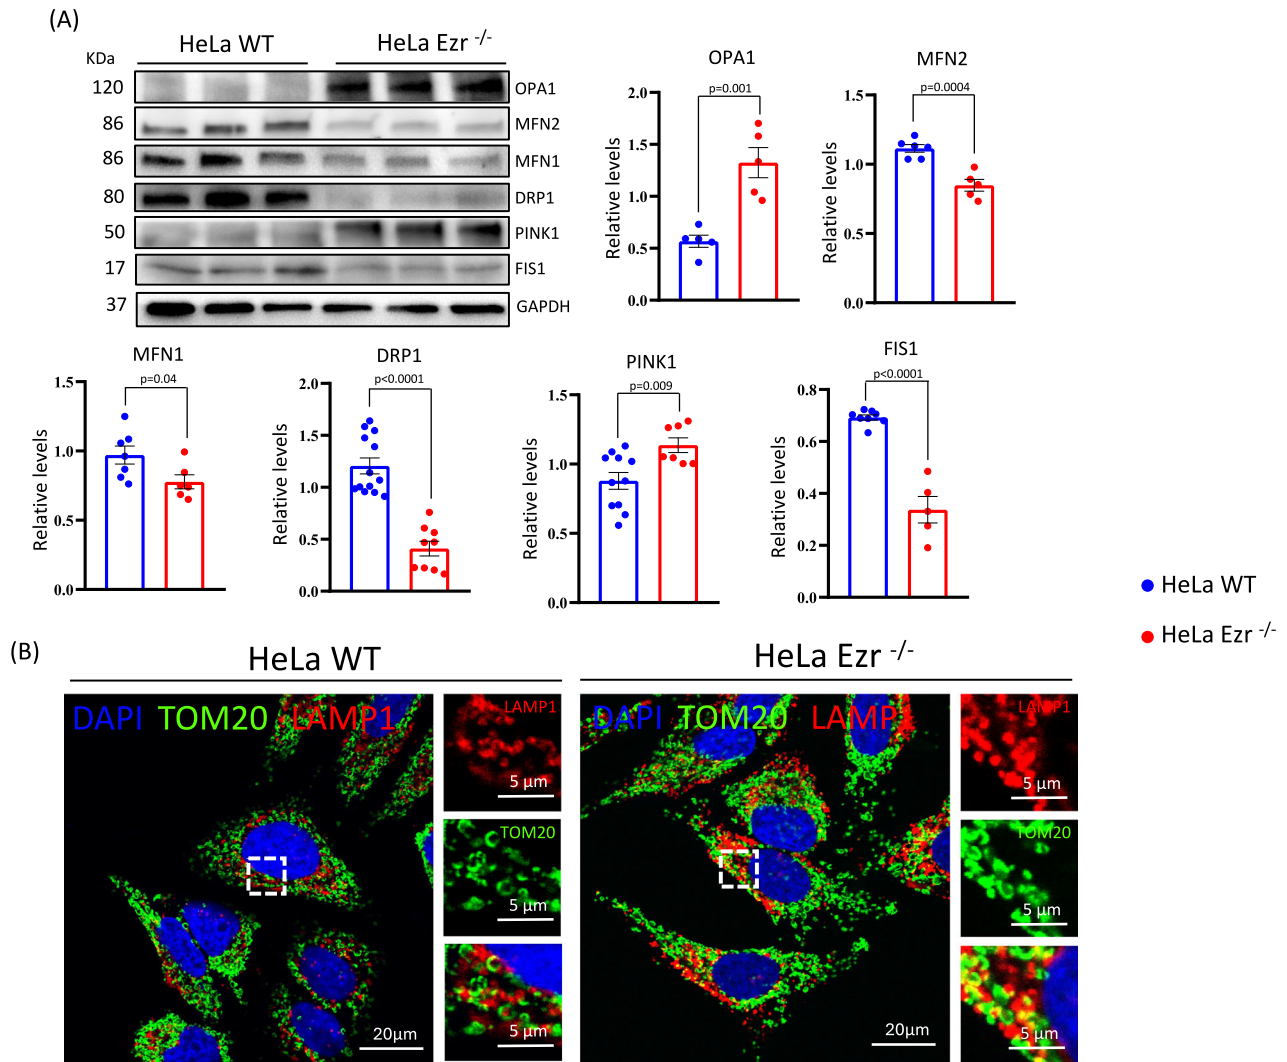 (A)
HeLa WT
HeLa Ezr -/-
KDa
120
OPA1
86
MFN2
86
MFN1
80
DRP1
50
PINK1
17
FIS1
37
GAPDH
OPA1
p=0.001
Relative levels
2.0
1.5
1.0
0.5
0.0
MFN2
p=0.0004
Relative levels
1.5
1.0
0.5
0.0
MFN1
p=0.04
Relative levels
1.5
1.0
0.5
0.0
DRP1
p<0.0001
Relative levels
2.0
1.5
1.0
0.5
0.0
PINK1
p=0.009
Relative levels
1.5
1.0
0.5
0.0
FIS1
p<0.0001
Relative levels
0.8
0.6
0.4
0.2
0.0
HeLa WT
HeLa Ezr -/-
(B)
HeLa WT
DAPI TOM20 LAMP1
20µm
LAMP1
5 µm
TOM20
5 µm
5 µm
HeLa Ezr -/-
DAPI TOM20 LAMP1
20µm
LAMP1
5 µm
TOM20
5 µm
5 µm